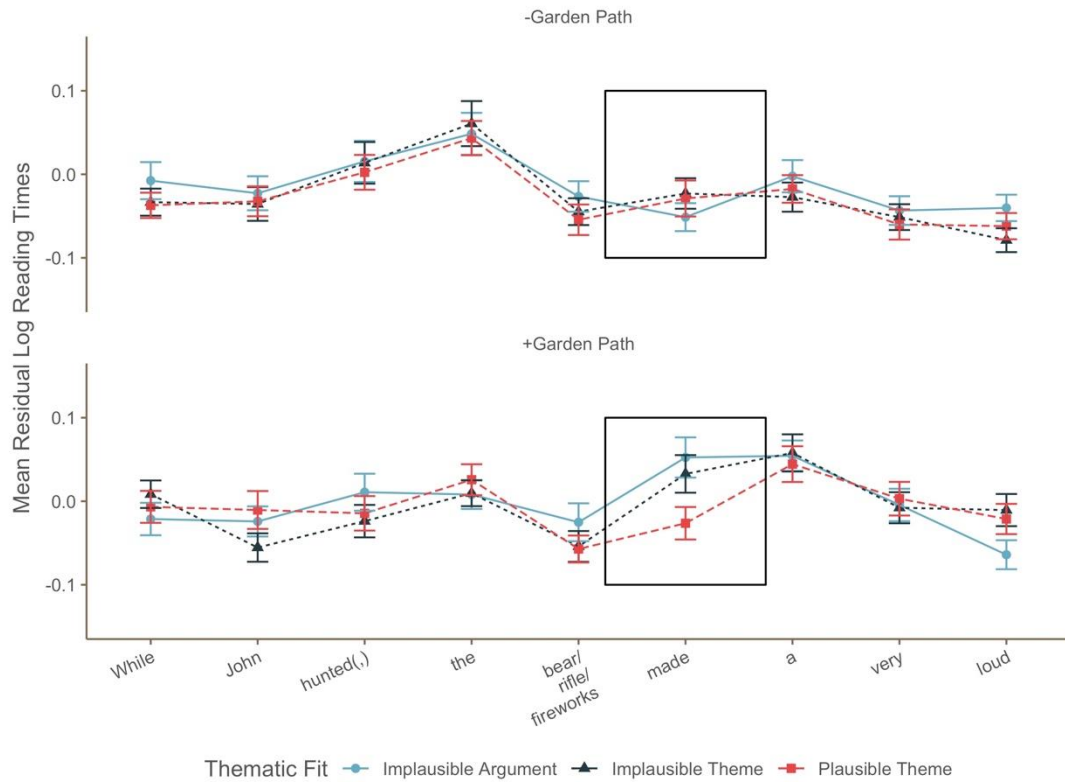 -Garden Path
0.1
0.0
-0.1
Mean Residual Log Reading Times
+Garden Path
0.1
0.0
-0.1
While
John
hunted(,)
the
bear/
rifle/
fireworks
made
a
very
loud
Thematic Fit Implausible Argument Implausible Theme Plausible Theme